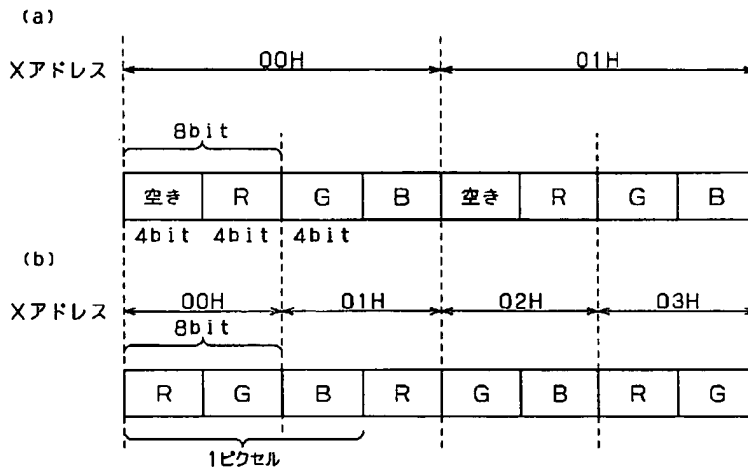 (a)
Xアドレス 00H 01H
8bit
空き R G B 空き R G B
4bit 4bit 4bit
(b)
Xアドレス 00H 01H 02H 03H
8bit
R G B R G B R G
1ピクセル